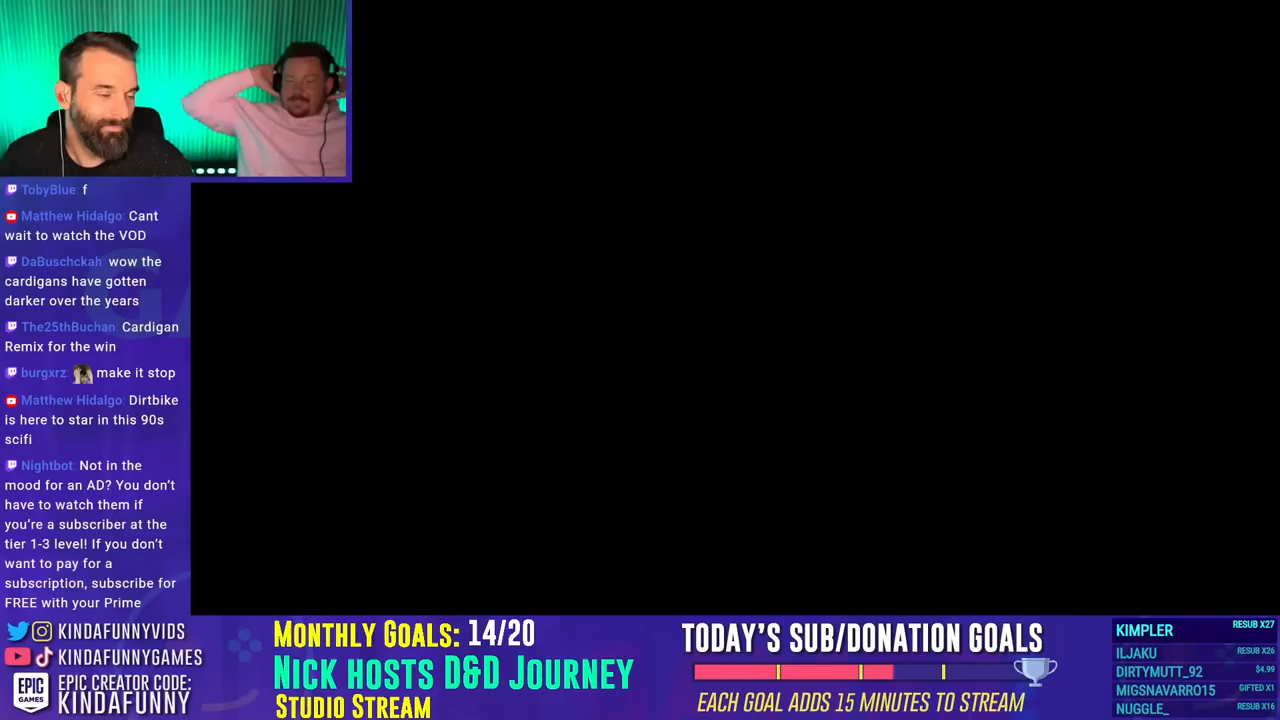 TobyBlue: f
Matthew Hidalgo: Cant
wait to watch the VOD
DaBuschckah: wow the
cardigans have gotten
darker over the years
The25thBuchan: Cardigan
Remix for the win
burgxrz: make it stop
Matthew Hidalgo: Dirtbike
is here to star in this 90s
scifi
Nightbot: Not in the
mood for an AD? You don't
have to watch them if
you're a subscriber at the
tier 1-3 level! If you don't
want to pay for a
subscription, subscribe for
FREE with your Prime
KINDAFUNNYVIDS
KINDAFUNNYGAMES
EPIC GAMES
EPIC CREATOR CODE:
KINDAFUNNY
MONTHLY GOALS: 14/20
NICK HOSTS D&D JOURNEY
STUDIO STREAM
TODAY'S SUB/DONATION GOALS
EACH GOAL ADDS 15 MINUTES TO STREAM
KIMPLER RESUB X27
ILJAKU RESUB X26
DIRTYMUTT_92 $4.99
MIGSNAVARRO15 GIFTED X1
NUGGLE_ RESUB X16